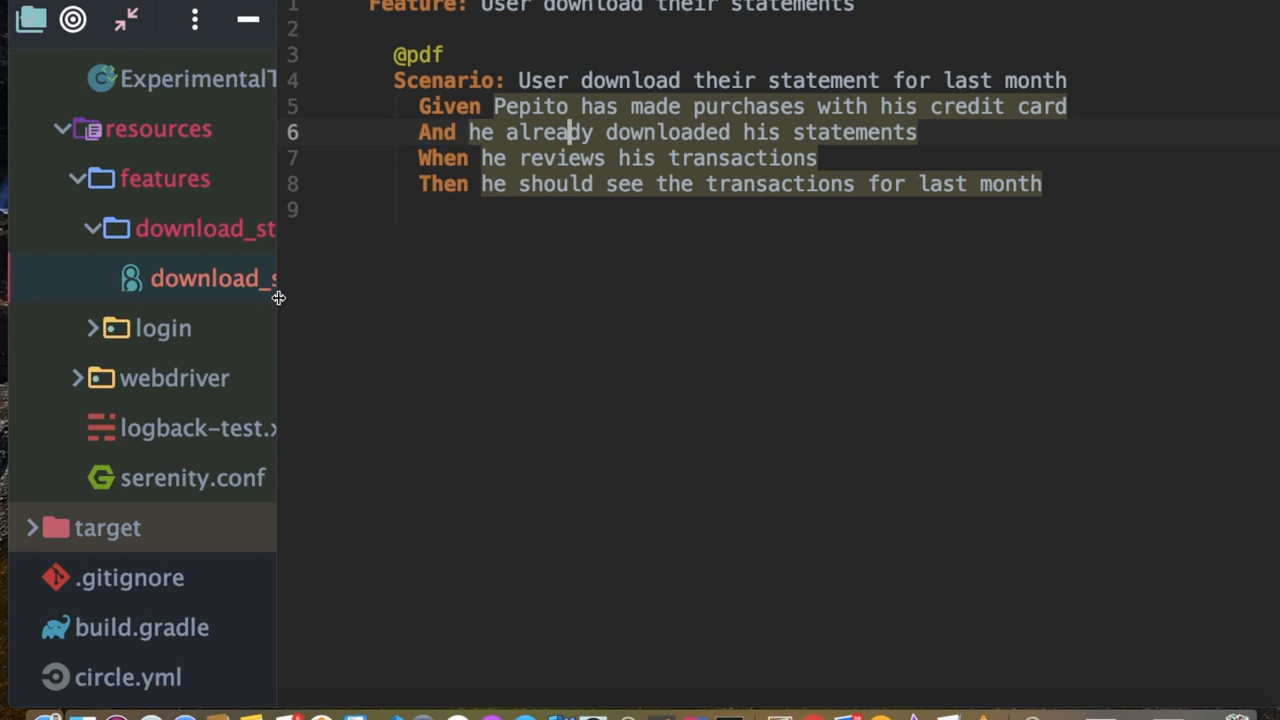 ExperimentalT
resources
features
download_st
download_s
login
webdriver
logback-test.x
serenity.conf
target
.gitignore
build.gradle
circle.yml
1 Feature: User download their statements
2
3 @pdf
4 Scenario: User download their statement for last month
5 Given Pepito has made purchases with his credit card
6 And he already downloaded his statements
7 When he reviews his transactions
8 Then he should see the transactions for last month
9